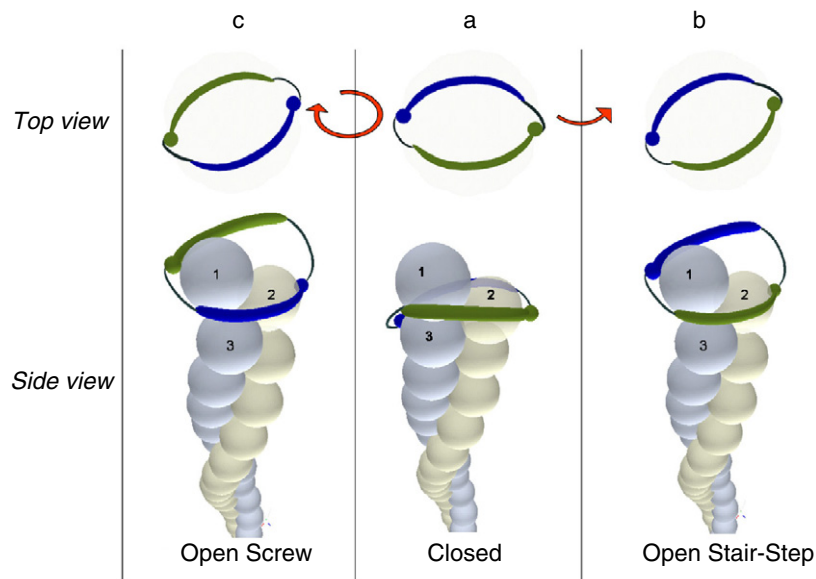 c a b
Top view
1 1 1
2 2 2
3 3 3
Side view
Open Screw Closed Open Stair-Step